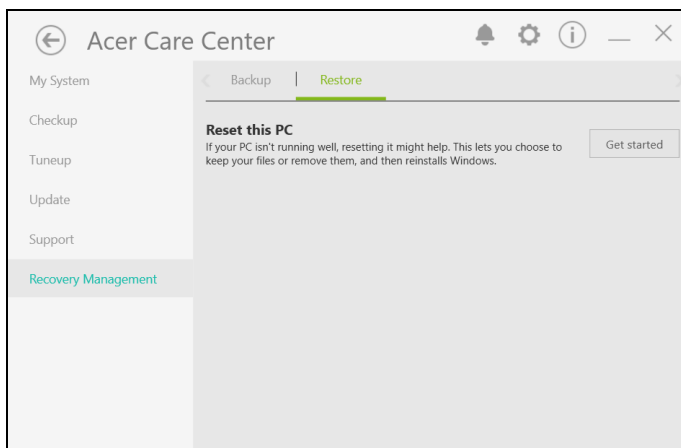 Acer Care Center
My System
Checkup
Tuneup
Update
Support
Recovery Management
Backup | Restore
Reset this PC
If your PC isn't running well, resetting it might help. This lets you choose to
keep your files or remove them, and then reinstalls Windows.
Get started